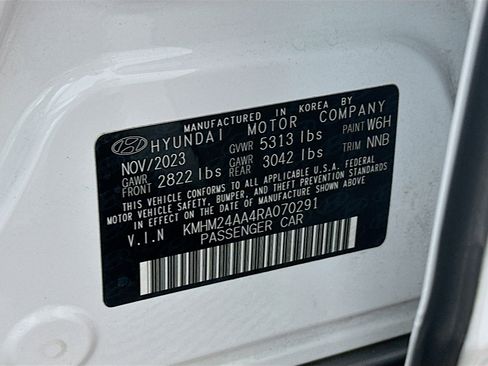 MANUFACTURED IN KOREA BY
HYUNDAI MOTOR COMPANY
NOV/2023 GVWR 5313 lbs PAINT W6H
GAWR FRONT 2822 lbs GAWR REAR 3042 lbs TRIM NNB
THIS VEHICLE CONFORMS TO ALL APPLICABLE U.S.A. FEDERAL
MOTOR VEHICLE SAFETY, BUMPER, AND THEFT PREVENTION
STANDARDS IN EFFECT ON THE DATE OF MANUFACTURE
SHOWN ABOVE.
V.I.N KMHM24AA4RA070291
PASSENGER CAR